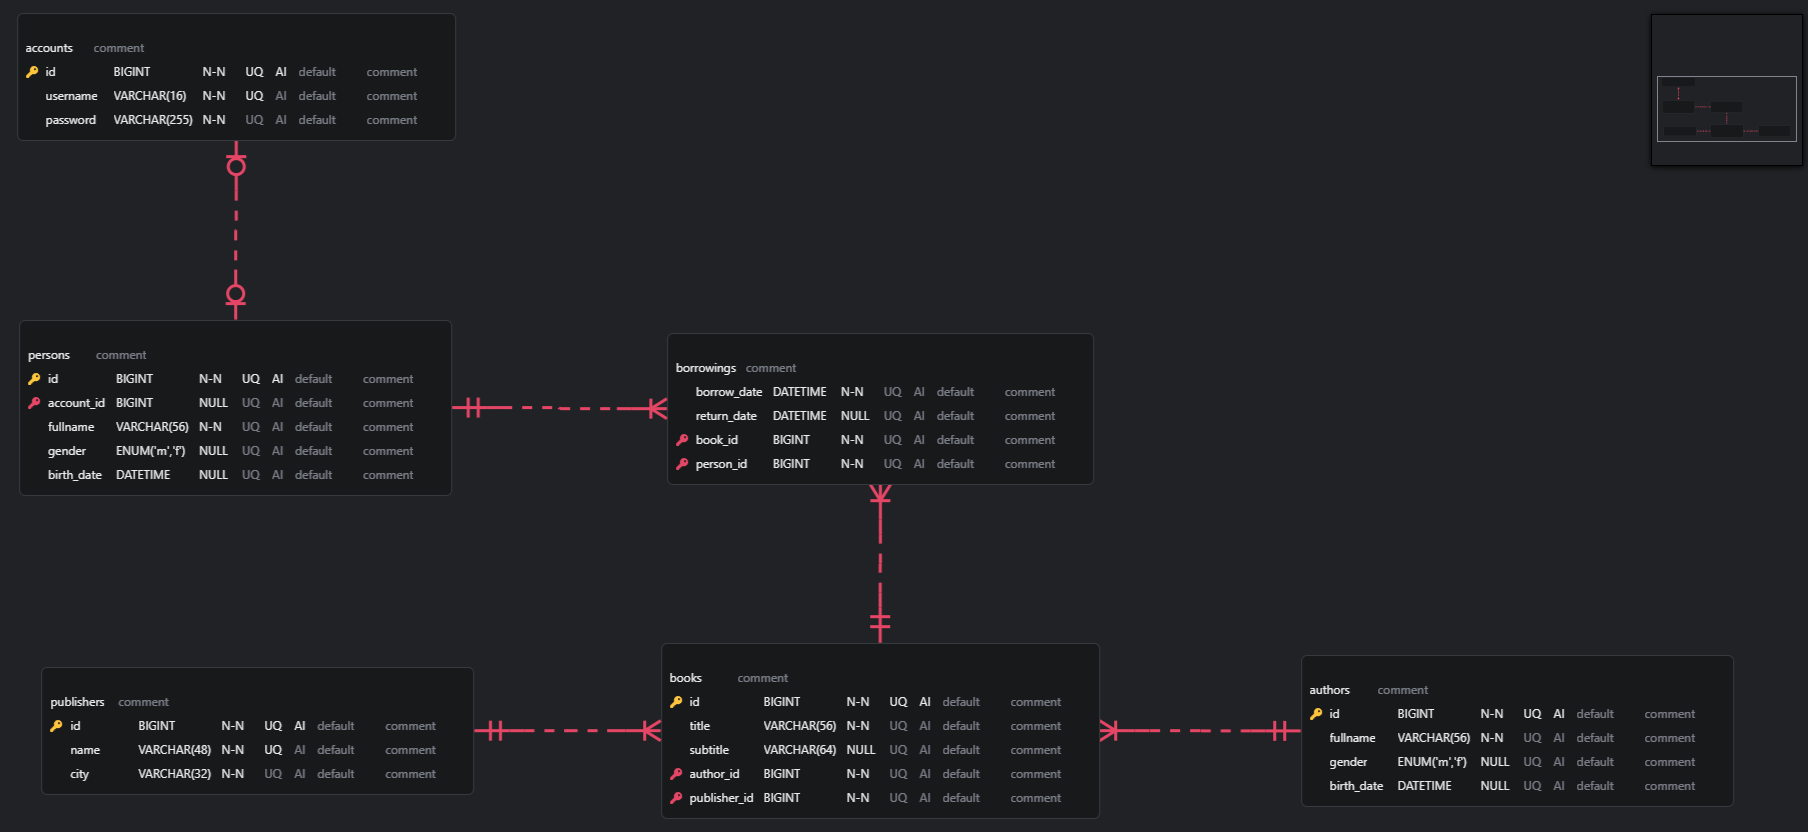 accounts comment
id BIGINT N-N UQ AI default comment
username VARCHAR(16) N-N UQ AI default comment
password VARCHAR(255) N-N UQ AI default comment
persons comment
id BIGINT N-N UQ AI default comment
account_id BIGINT NULL UQ AI default comment
fullname VARCHAR(56) N-N UQ AI default comment
gender ENUM('m','f') NULL UQ AI default comment
birth_date DATETIME NULL UQ AI default comment
borrowings comment
borrow_date DATETIME N-N UQ AI default comment
return_date DATETIME NULL UQ AI default comment
book_id BIGINT N-N UQ AI default comment
person_id BIGINT N-N UQ AI default comment
publishers comment
id BIGINT N-N UQ AI default comment
name VARCHAR(48) N-N UQ AI default comment
city VARCHAR(32) N-N UQ AI default comment
books comment
id BIGINT N-N UQ AI default comment
title VARCHAR(56) N-N UQ AI default comment
subtitle VARCHAR(64) NULL UQ AI default comment
author_id BIGINT N-N UQ AI default comment
publisher_id BIGINT N-N UQ AI default comment
authors comment
id BIGINT N-N UQ AI default comment
fullname VARCHAR(56) N-N UQ AI default comment
gender ENUM('m','f') NULL UQ AI default comment
birth_date DATETIME NULL UQ AI default comment